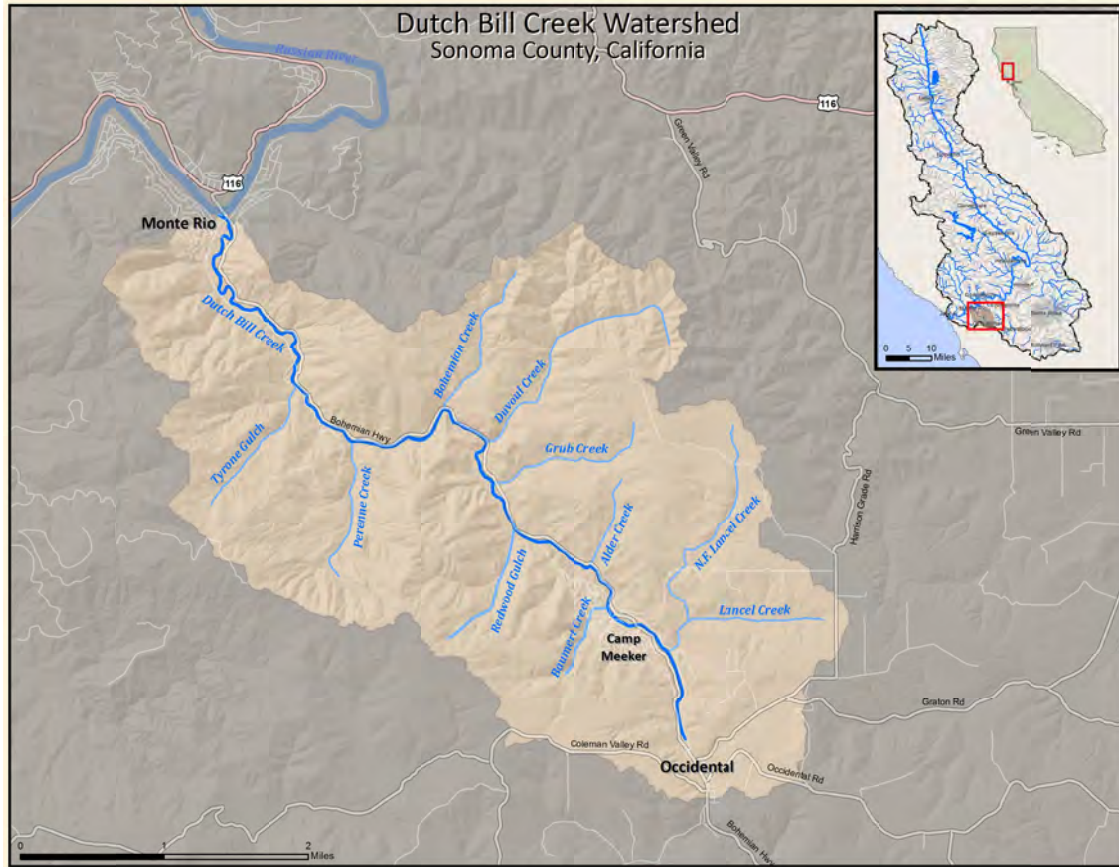 Dutch Bill Creek Watershed
Sonoma County, California
Russian River
116
116
116
Green Valley Rd
Monte Rio
Dutch Bill Creek
Bohemian Creek
Duvoul Creek
Bohemian Hwy
Grub Creek
Tyrone Gulch
Perenne Creek
Redwood Gulch
Alder Creek
N.F. Lancel Creek
Lancel Creek
Baumert Creek
Camp
Meeker
Harrison Grade Rd
Green Valley Rd
Graton Rd
Coleman Valley Rd
Occidental
Occidental Rd
Bohemian Hwy
0 1 2
Miles
0 5 10
Miles